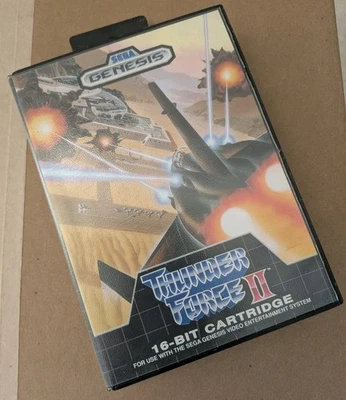 SEGA
GENESIS
THUNDER
FORCE II
16-BIT CARTRIDGE
FOR USE WITH THE SEGA GENESIS VIDEO ENTERTAINMENT SYSTEM